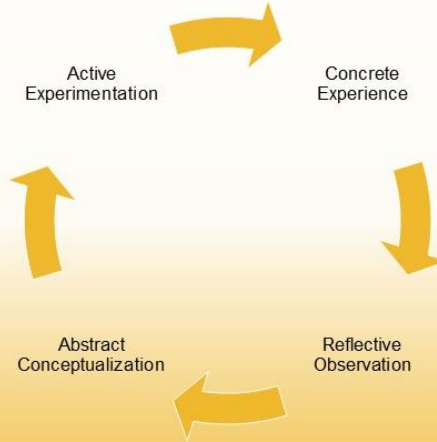 Active
Experimentation
Concrete
Experience
Abstract
Conceptualization
Reflective
Observation